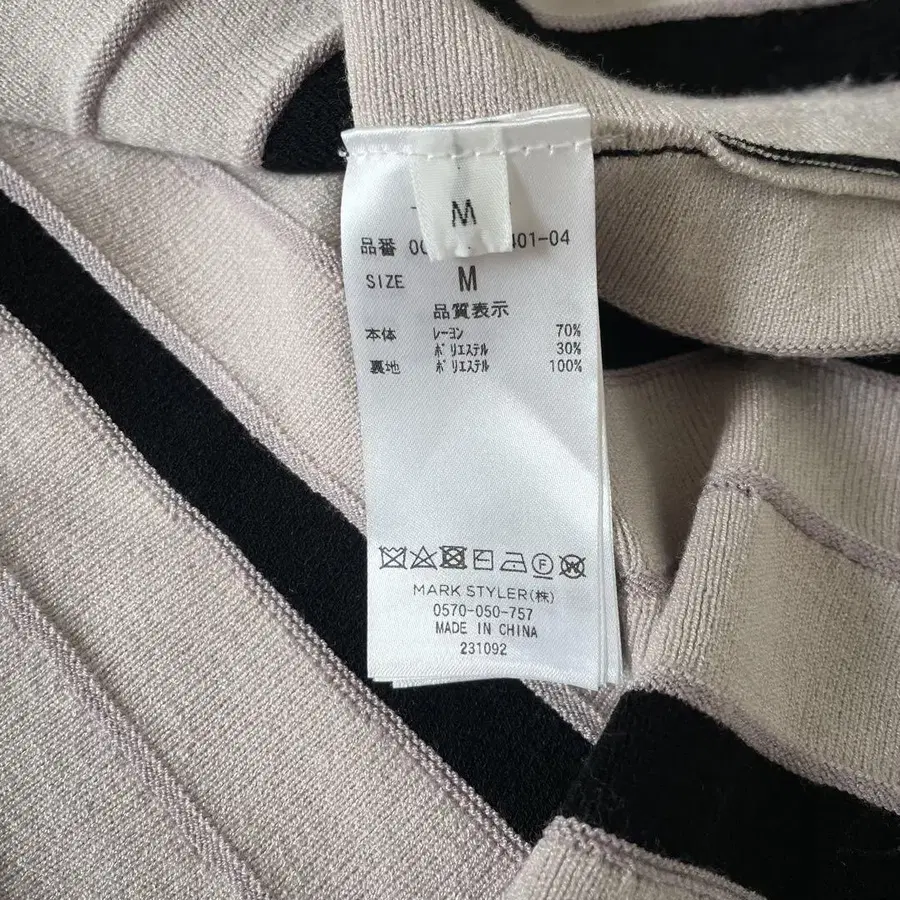 M
品番 00 401-04
SIZE M
品質表示
本体 レーヨン 70%
ポリエステル 30%
裏地 ポリエステル 100%
MARK STYLER(株)
0570-050-757
MADE IN CHINA
231092